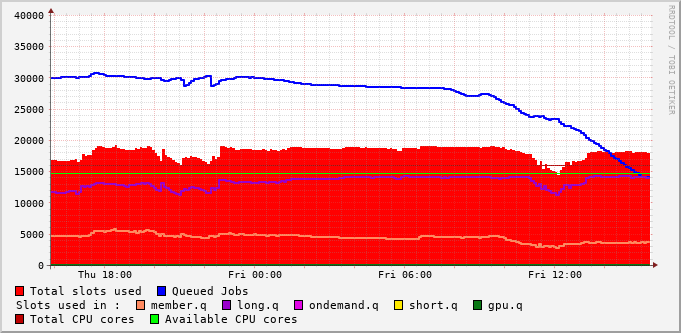 40000
35000
30000
25000
20000
15000
10000
5000
0
Thu 18:00 Fri 00:00 Fri 06:00 Fri 12:00
RRDTOOL / TOBI OETIKER
Total slots used Queued Jobs
Slots used in : member.q long.q ondemand.q short.q gpu.q
Total CPU cores Available CPU cores